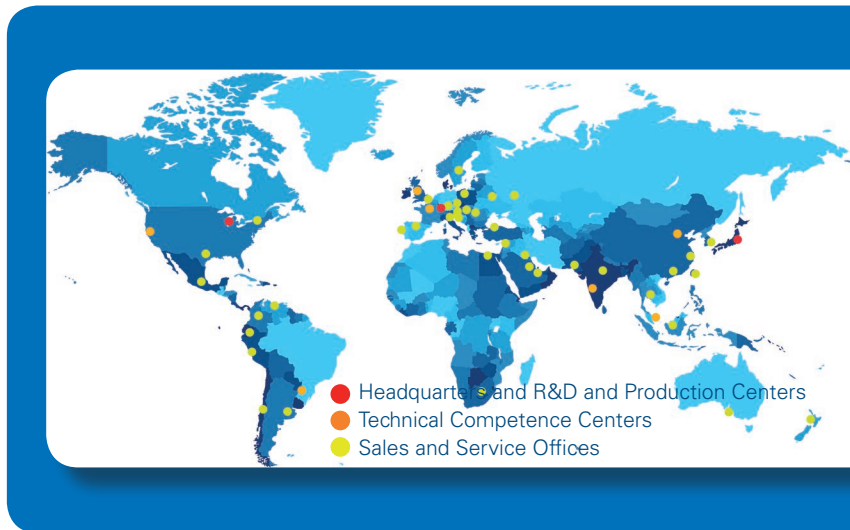 Headquarters and R&D and Production Centers
Technical Competence Centers
Sales and Service Offices